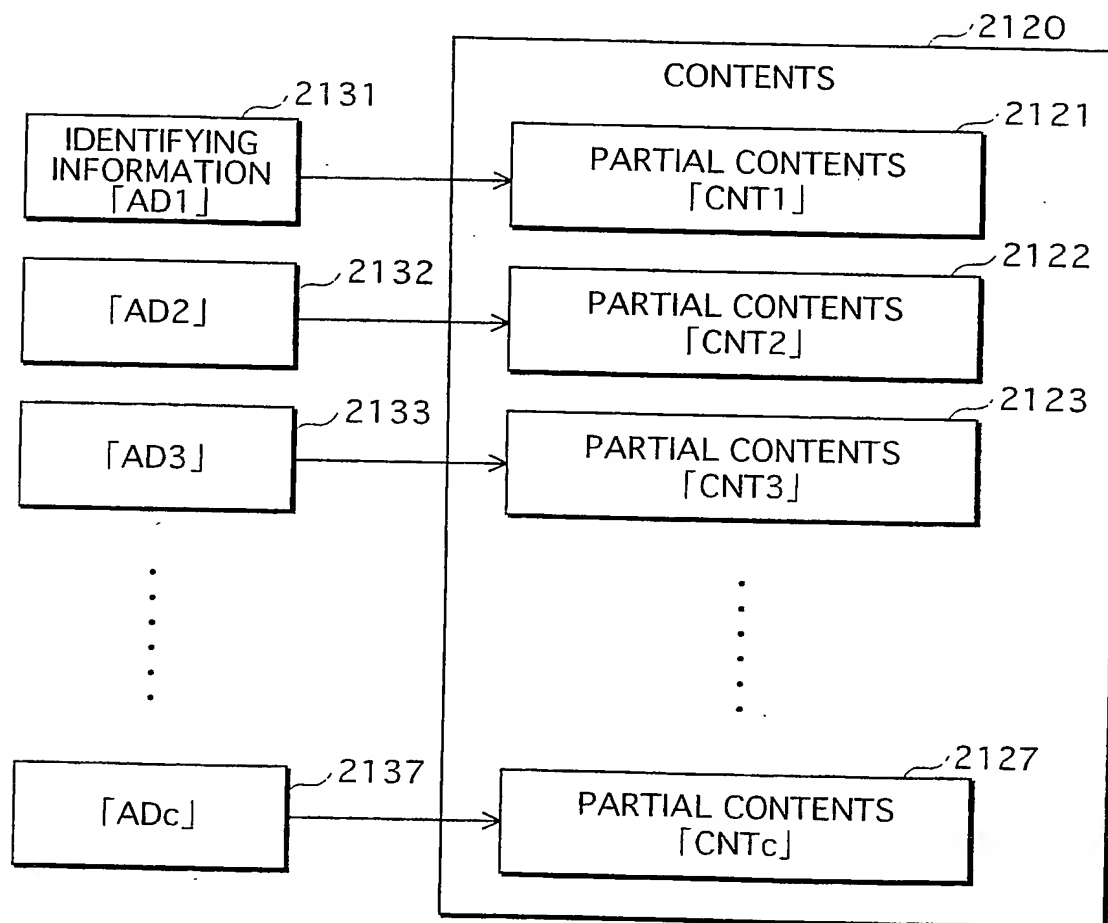 2120
CONTENTS
2131
IDENTIFYING
INFORMATION
「AD1」
2121
PARTIAL CONTENTS
「CNT1」
2132
「AD2」
2122
PARTIAL CONTENTS
「CNT2」
2133
「AD3」
2123
PARTIAL CONTENTS
「CNT3」
2137
「ADc」
2127
PARTIAL CONTENTS
「CNTc」